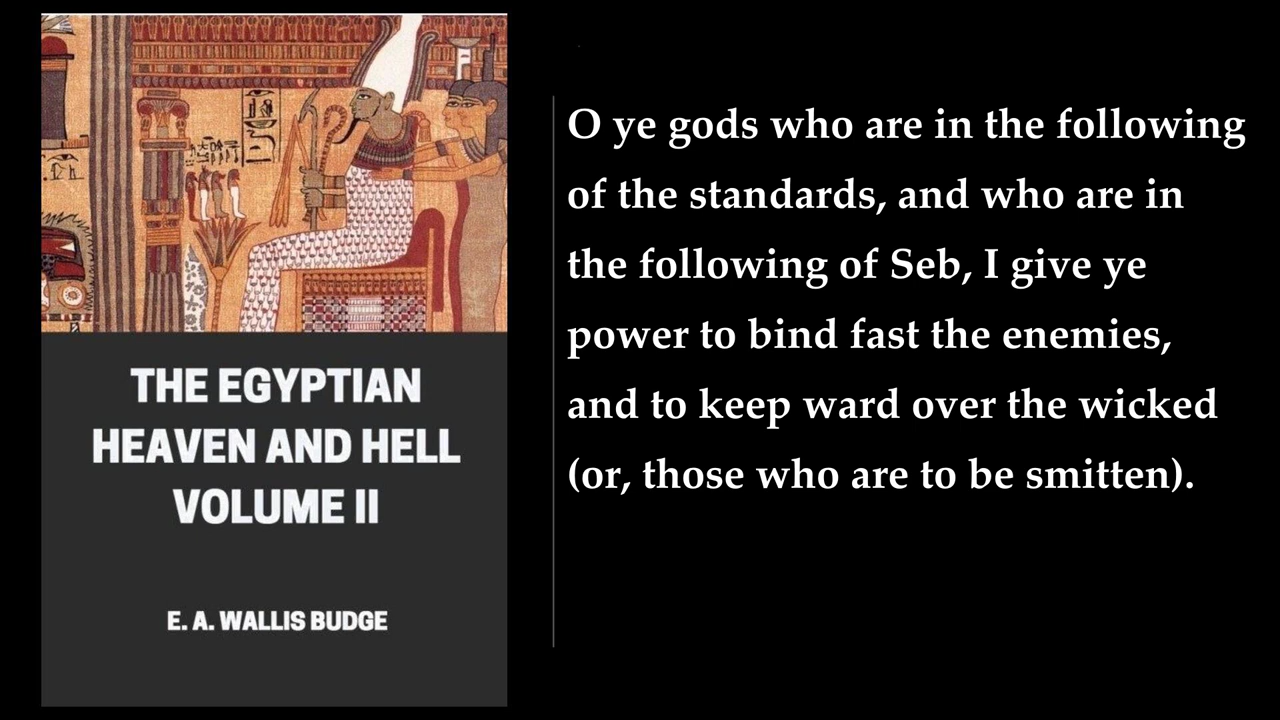 THE EGYPTIAN
HEAVEN AND HELL
VOLUME II
E. A. WALLIS BUDGE
O ye gods who are in the following
of the standards, and who are in
the following of Seb, I give ye
power to bind fast the enemies,
and to keep ward over the wicked
(or, those who are to be smitten).